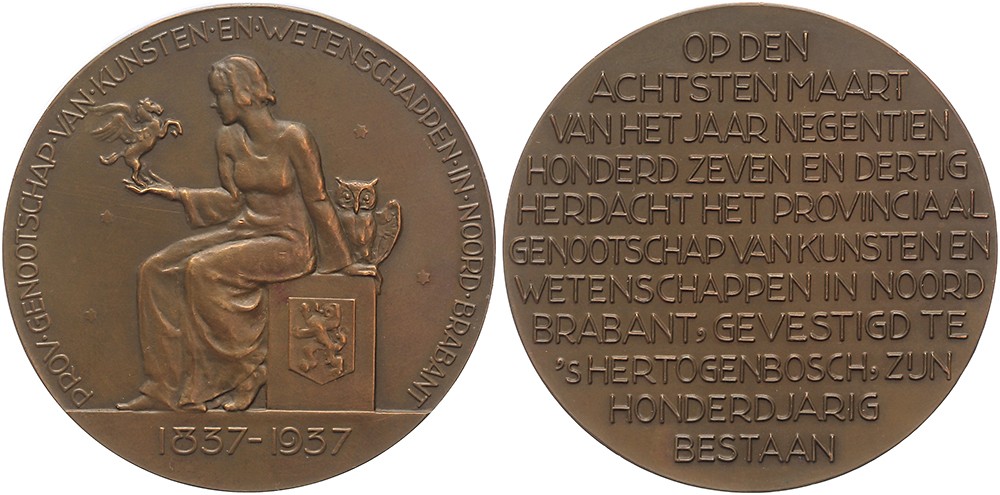 PROV·GENOOTSCHAP·VAN·KUNSTEN·EN·WETENSCHAPPEN·IN·NOORD·BRABANT
1837-1937
OP DEN
ACHTSTEN MAART
VAN HET JAAR NEGENTIEN
HONDERD ZEVEN EN DERTIG
HERDACHT HET PROVINCIAAL
GENOOTSCHAP VAN KUNSTEN EN
WETENSCHAPPEN IN NOORD
BRABANT, GEVESTIGD TE
'S HERTOGENBOSCH, ZIJN
HONDERDJARIG
BESTAAN